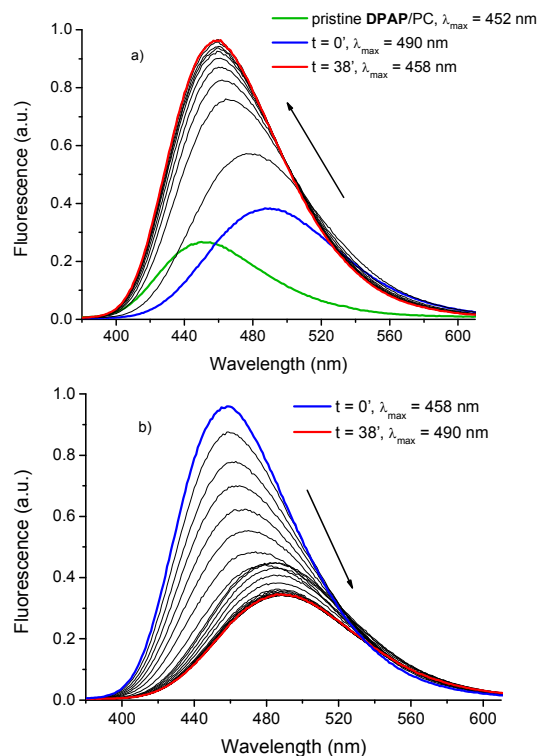 a)
pristine DPAP/PC, λmax = 452 nm
t = 0', λmax = 490 nm
t = 38', λmax = 458 nm
1.0
0.8
0.6
0.4
0.2
0.0
Fluorescence (a.u.)
400 440 480 520 560 600
Wavelength (nm)
b)
t = 0', λmax = 458 nm
t = 38', λmax = 490 nm
1.0
0.8
0.6
0.4
0.2
0.0
Fluorescence (a.u.)
400 440 480 520 560 600
Wavelength (nm)